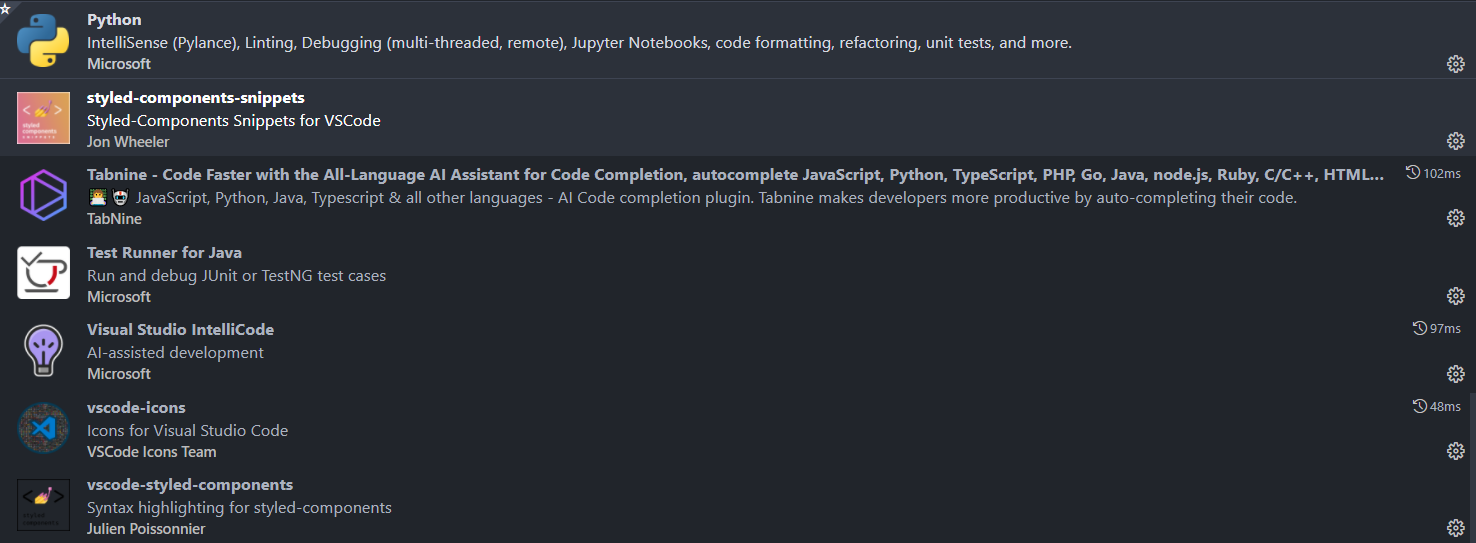 Python
IntelliSense (Pylance), Linting, Debugging (multi-threaded, remote), Jupyter Notebooks, code formatting, refactoring, unit tests, and more.
Microsoft
styled-components-snippets
Styled-Components Snippets for VSCode
Jon Wheeler
Tabnine - Code Faster with the All-Language AI Assistant for Code Completion, autocomplete JavaScript, Python, TypeScript, PHP, Go, Java, node.js, Ruby, C/C++, HTML... 102ms
JavaScript, Python, Java, Typescript & all other languages - AI Code completion plugin. Tabnine makes developers more productive by auto-completing their code.
TabNine
Test Runner for Java
Run and debug JUnit or TestNG test cases
Microsoft
Visual Studio IntelliCode 97ms
AI-assisted development
Microsoft
vscode-icons 48ms
Icons for Visual Studio Code
VSCode Icons Team
vscode-styled-components
Syntax highlighting for styled-components
Julien Poissonnier